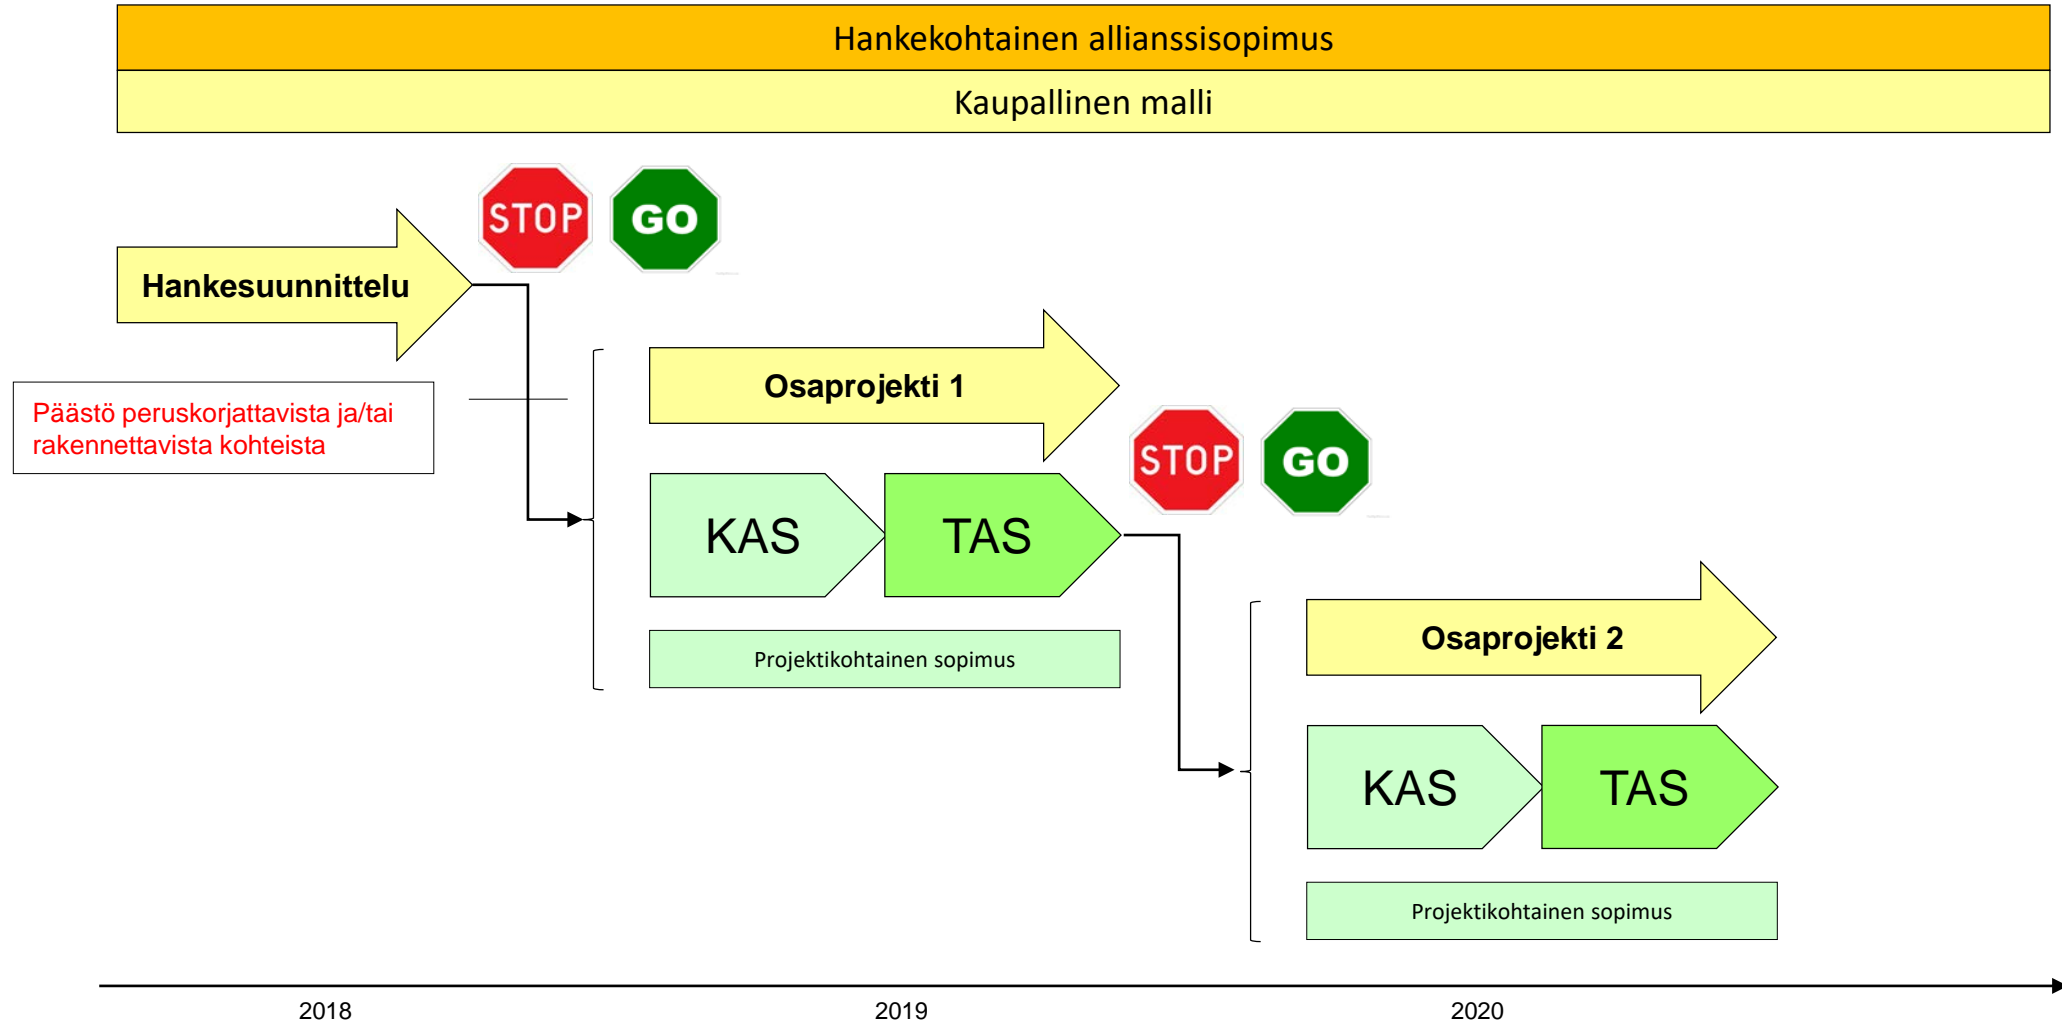 Hankekohtainen allianssisopimus
Kaupallinen malli
STOP
GO
Hankesuunnittelu
Osaprojekti 1
Päästö peruskorjattavista ja/tai
rakennettavista kohteista
STOP
GO
KAS
TAS
Projektikohtainen sopimus
Osaprojekti 2
KAS
TAS
Projektikohtainen sopimus
2018
2019
2020